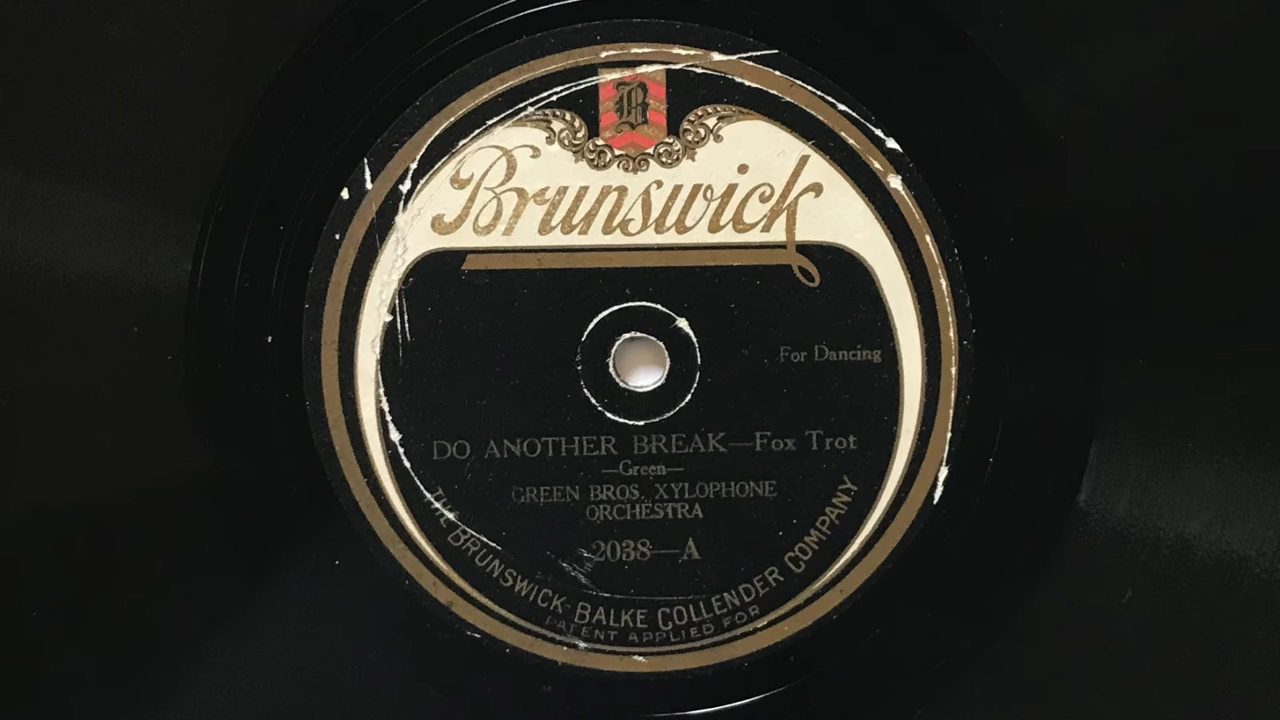 B
Brunswick
For Dancing
DO ANOTHER BREAK—Fox Trot
—Green—
GREEN BROS. XYLOPHONE
ORCHESTRA
2038—A
THE BRUNSWICK-BALKE COLLENDER COMPANY
PATENT APPLIED FOR